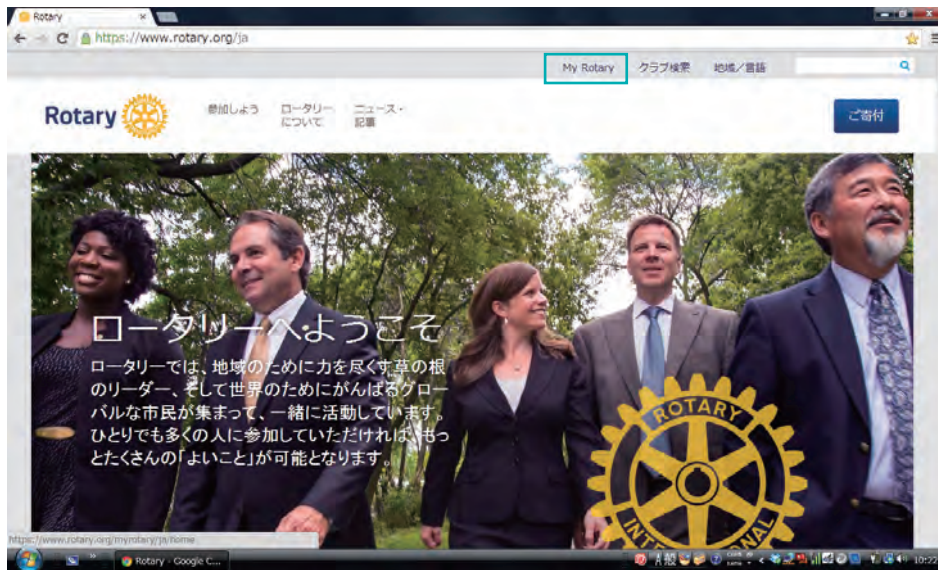 Rotary
https://www.rotary.org/ja
My Rotary クラブ検索 地域/言語
Rotary
参加しよう
ロータリー
について
ニュース・
記事
ご寄付
ロータリーへようこそ
ロータリーでは、地域のために力を尽くす草の根
のリーダー、そして世界のためにがんばるグロー
バルな市民が集まって、一緒に活動しています。
ひとりでも多くの人に参加していただければ、もっ
とたくさんの「よいこと」が可能となります。
ROTARY
INTERNATIONAL
https://www.rotary.org/myrotary/ja/home
Rotary - Google C...
A 般
10:22